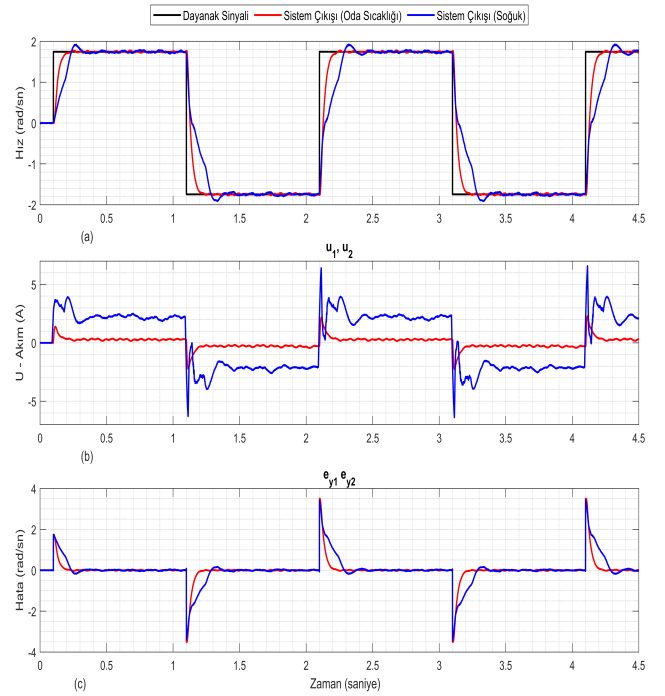 Dayanak Sinyali Sistem Çıkışı (Oda Sıcaklığı) Sistem Çıkışı (Soğuk)
2
1
0
-1
-2
Hız (rad/sn)
0 0.5 1 1.5 2 2.5 3 3.5 4 4.5
(a)
u1, u2
5
0
-5
U - Akım (A)
0 0.5 1 1.5 2 2.5 3 3.5 4 4.5
(b)
ey1, ey2
4
2
0
-2
-4
Hata (rad/sn)
0 0.5 1 1.5 2 2.5 3 3.5 4 4.5
(c)
Zaman (saniye)